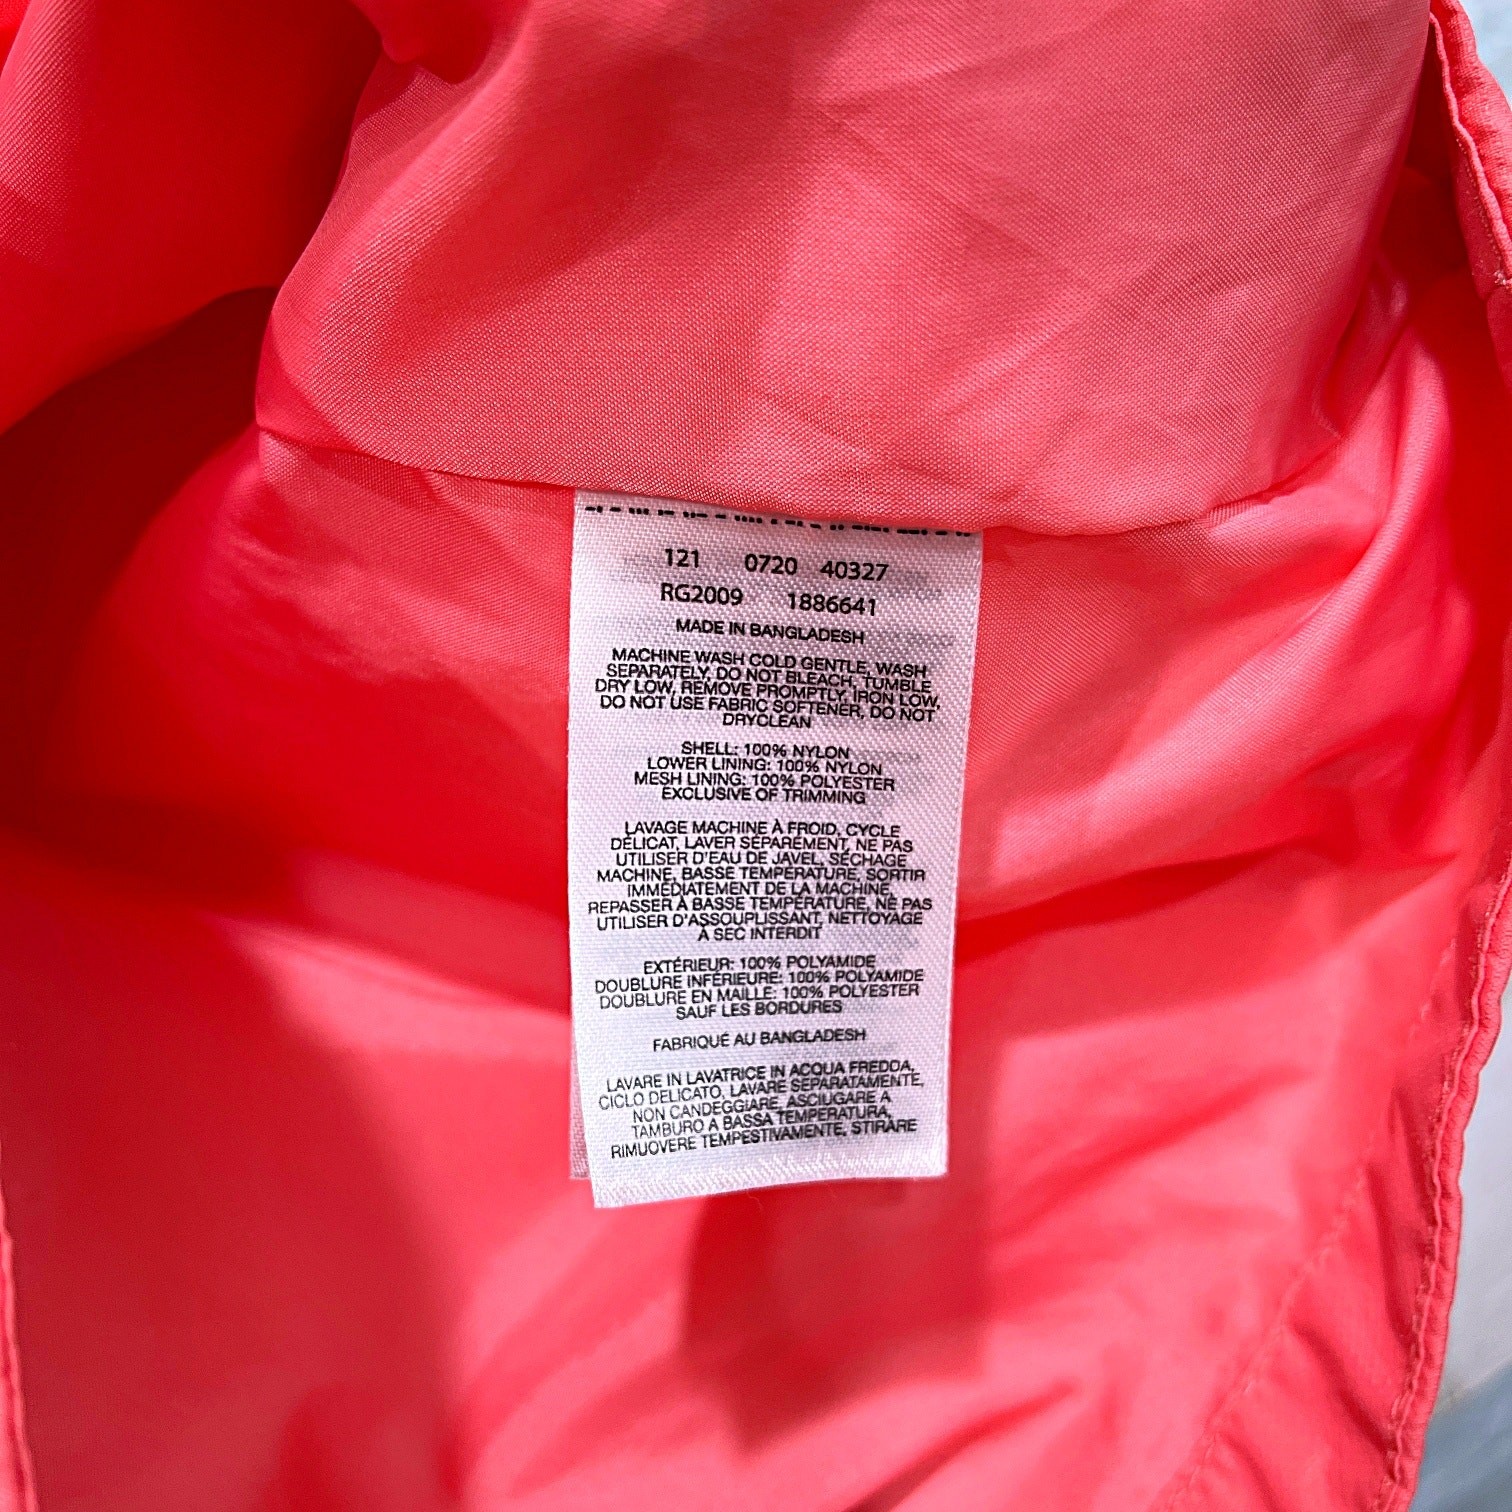 121 0720 40327
RG2009 1886641
MADE IN BANGLADESH
MACHINE WASH COLD GENTLE, WASH
SEPARATELY, DO NOT BLEACH, TUMBLE
DRY LOW, REMOVE PROMPTLY, IRON LOW,
DO NOT USE FABRIC SOFTENER, DO NOT
DRYCLEAN
SHELL: 100% NYLON
LOWER LINING: 100% NYLON
MESH LINING: 100% POLYESTER
EXCLUSIVE OF TRIMMING
LAVAGE MACHINE À FROID, CYCLE
DÉLICAT, LAVER SÉPARÉMENT, NE PAS
UTILISER D'EAU DE JAVEL, SÉCHAGE
MACHINE, BASSE TEMPÉRATURE, SORTIR
IMMÉDIATEMENT DE LA MACHINE,
REPASSER À BASSE TEMPÉRATURE, NE PAS
UTILISER D'ASSOUPLISSANT, NETTOYAGE
À SEC INTERDIT
EXTÉRIEUR: 100% POLYAMIDE
DOUBLURE INFÉRIEURE: 100% POLYAMIDE
DOUBLURE EN MAILLE: 100% POLYESTER
SAUF LES BORDURES
FABRIQUÉ AU BANGLADESH
LAVARE IN LAVATRICE IN ACQUA FREDDA,
CICLO DELICATO, LAVARE SEPARATAMENTE,
NON CANDEGGIARE, ASCIUGARE A
TAMBURO A BASSA TEMPERATURA,
RIMUOVERE TEMPESTIVAMENTE, STIRARE